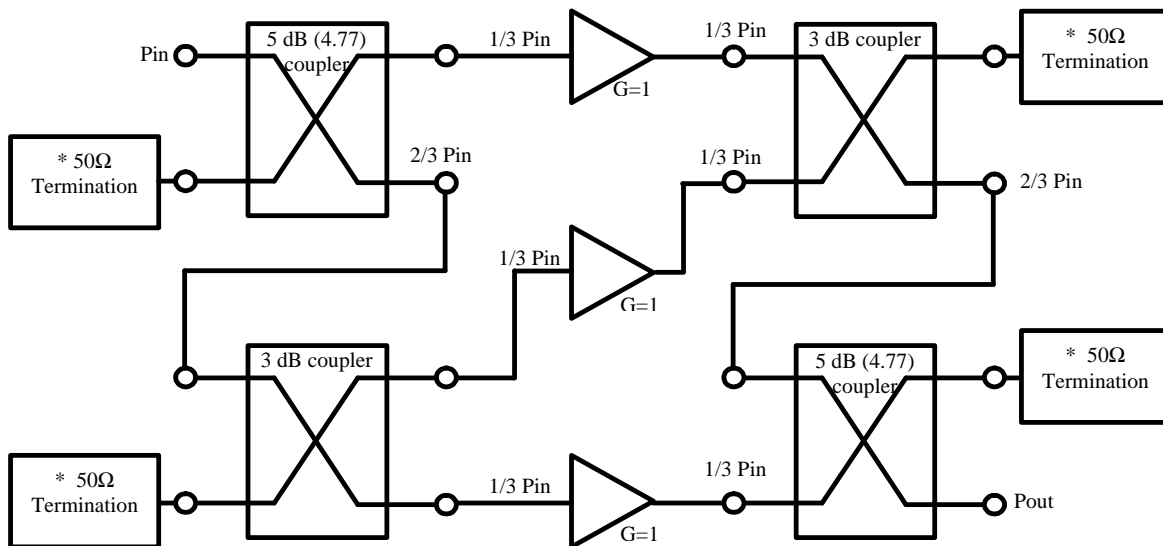 5 dB (4.77)
coupler
1/3 Pin
1/3 Pin
3 dB coupler
* 50Ω
Termination
Pin
G=1
* 50Ω
Termination
2/3 Pin
1/3 Pin
2/3 Pin
1/3 Pin
G=1
3 dB coupler
5 dB (4.77)
coupler
* 50Ω
Termination
* 50Ω
Termination
1/3 Pin
1/3 Pin
G=1
Pout